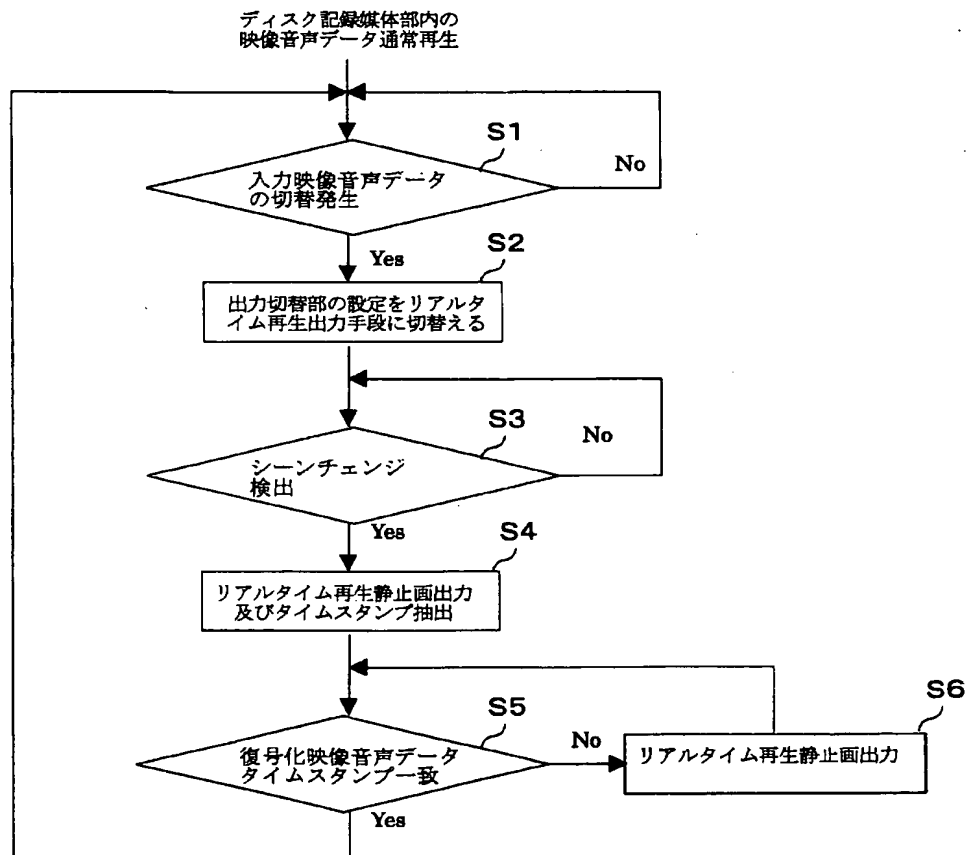 ディスク記録媒体部内の
映像音声データ通常再生
S1
No
入力映像音声データ
の切替発生
Yes
S2
出力切替部の設定をリアルタ
イム再生出力手段に切替える
S3
No
シーンチェンジ
検出
Yes
S4
リアルタイム再生静止画出力
及びタイムスタンプ抽出
S5
No
S6
復号化映像音声データ
タイムスタンプ一致
リアルタイム再生静止画出力
Yes